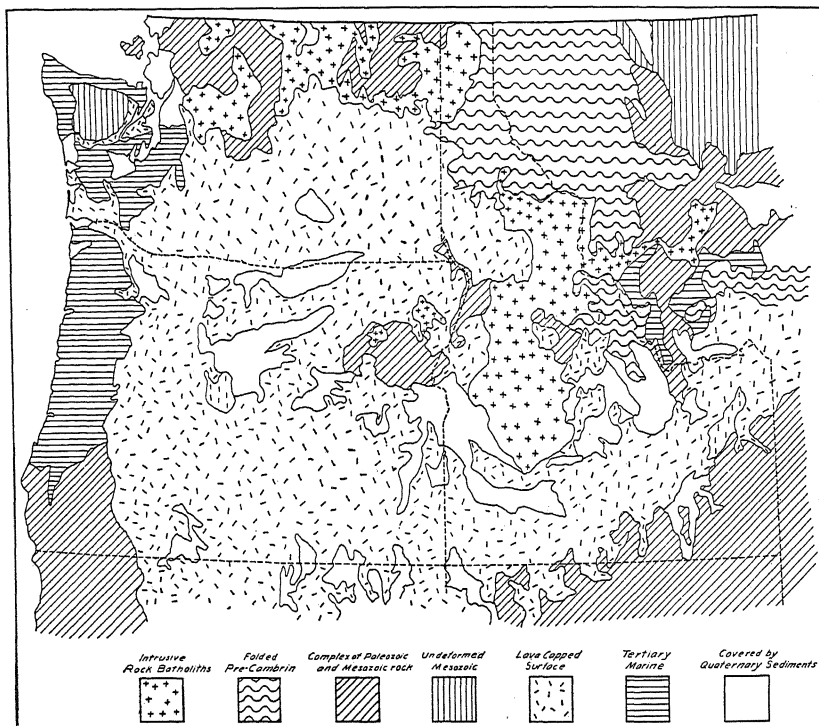 Intrusive
Rock Batholiths
Folded
Pre-Cambrin
Complex of Paleozoic
and Mesozoic rock
Undeformed
Mesozoic
Lava Capped
Surface
Tertiary
Marine
Covered by
Quaternary Sediments